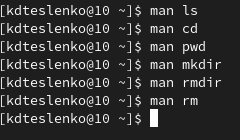 [kdteslenko@10 ~]$ man ls
[kdteslenko@10 ~]$ man cd
[kdteslenko@10 ~]$ man pwd
[kdteslenko@10 ~]$ man mkdir
[kdteslenko@10 ~]$ man rmdir
[kdteslenko@10 ~]$ man rm
[kdteslenko@10 ~]$